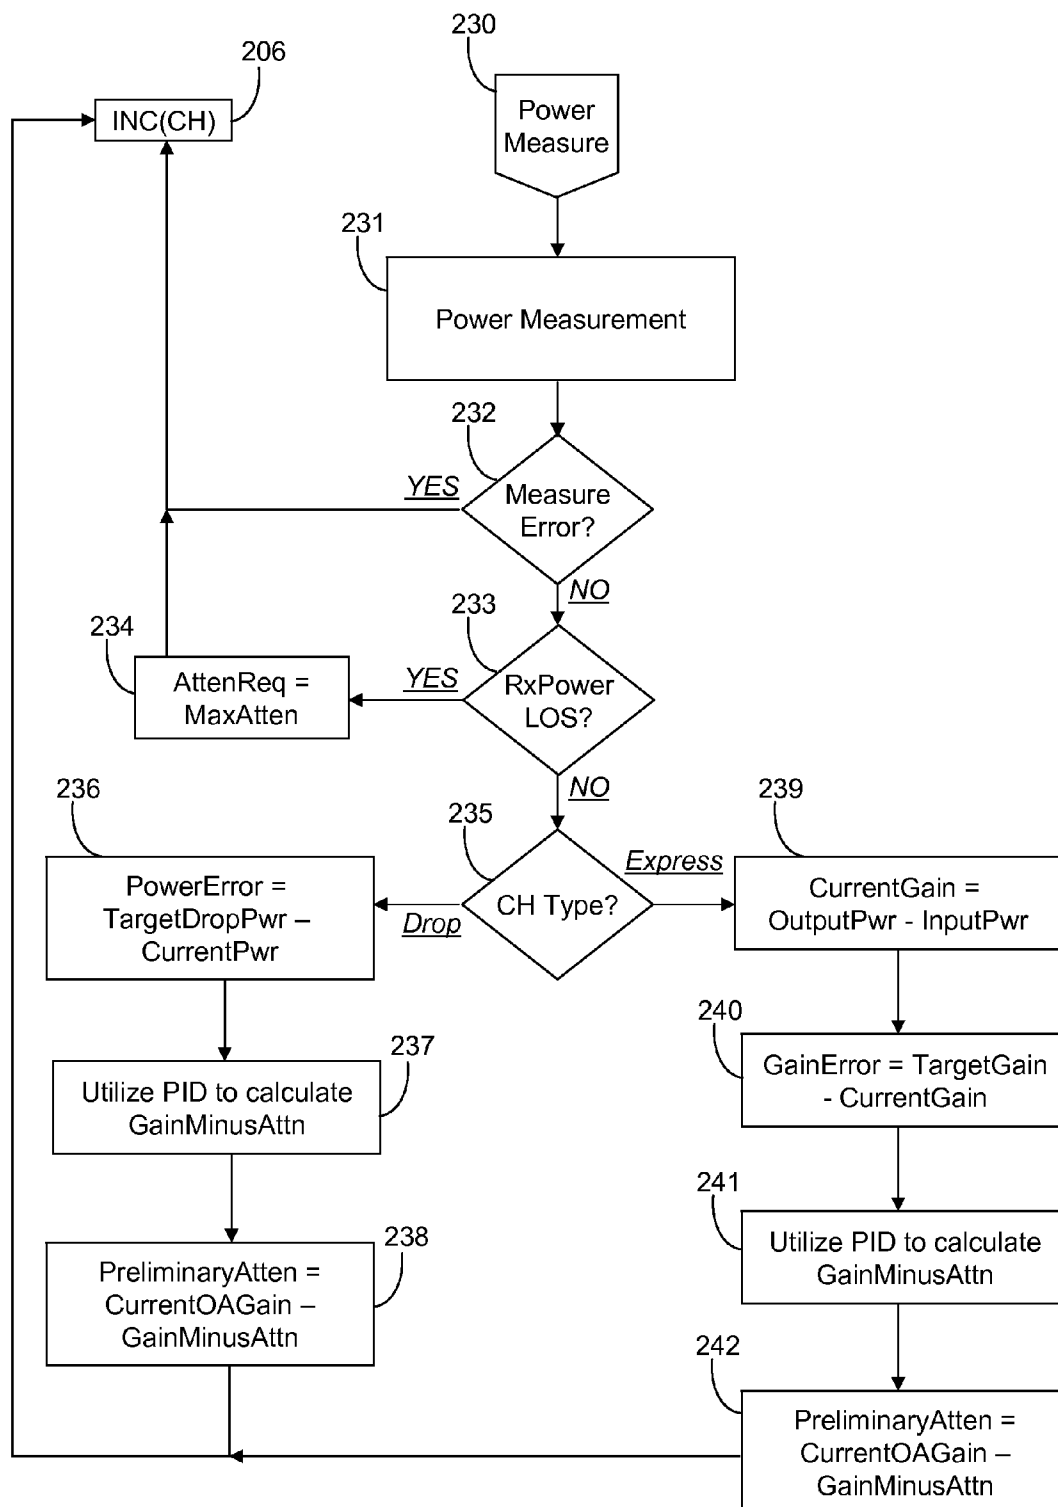 230
206
Power
Measure
INC(CH)
231
Power Measurement
232
YES
Measure
Error?
NO
233
234
AttenReq =
MaxAtten
YES
RxPower
LOS?
NO
236
235
239
PowerError =
TargetDropPwr –
CurrentPwr
Drop
CH Type?
Express
CurrentGain =
OutputPwr - InputPwr
237
Utilize PID to calculate
GainMinusAttn
240
GainError = TargetGain
- CurrentGain
238
PreliminaryAtten =
CurrentOAGain –
GainMinusAttn
241
Utilize PID to calculate
GainMinusAttn
242
PreliminaryAtten =
CurrentOAGain –
GainMinusAttn